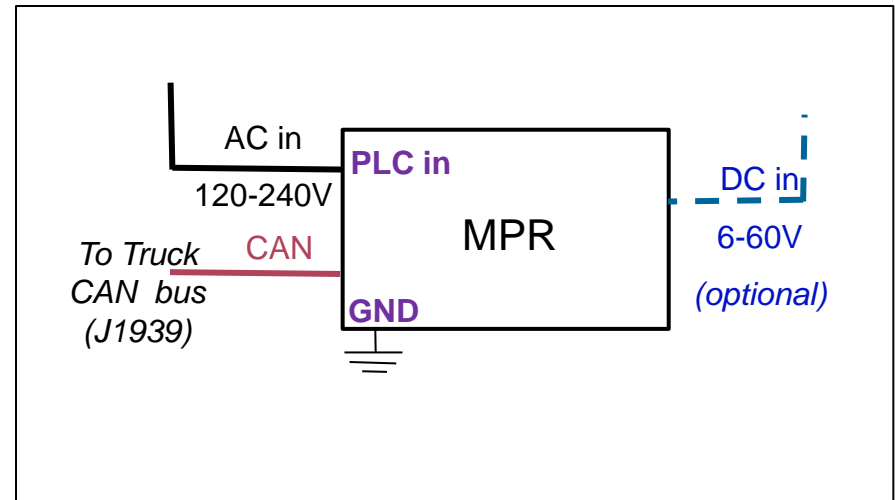 AC in
120-240V
PLC in
CAN
To Truck
CAN bus
(J1939)
GND
MPR
DC in
6-60V
(optional)